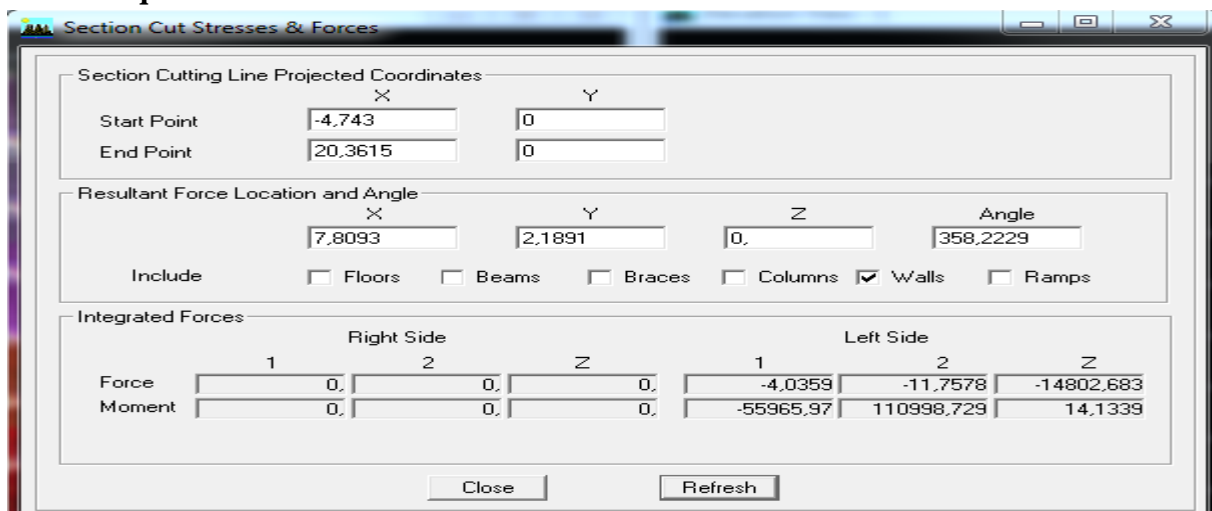 Section Cut Stresses & Forces
Section Cutting Line Projected Coordinates
X Y
Start Point -4,743 0
End Point 20,3615 0
Resultant Force Location and Angle
X Y Z Angle
7,8093 2,1891 0, 358,2229
Include Floors Beams Braces Columns Walls Ramps
Integrated Forces
Right Side Left Side
1 2 Z 1 2 Z
Force 0, 0, 0, -4,0359 -11,7578 -14802,683
Moment 0, 0, 0, -55965,97 110998,729 14,1339
Close Refresh